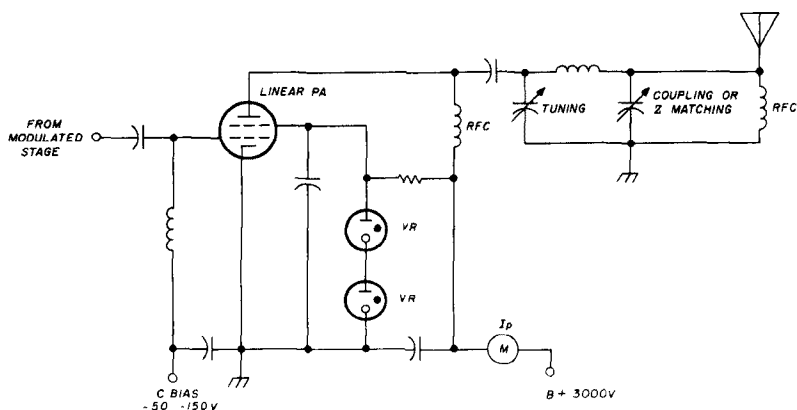 LINEAR PA
FROM
MODULATED
STAGE
TUNING
COUPLING OR
Z MATCHING
RFC
RFC
VR
VR
Ip
M
C BIAS
-50 -150V
B+ 3000V